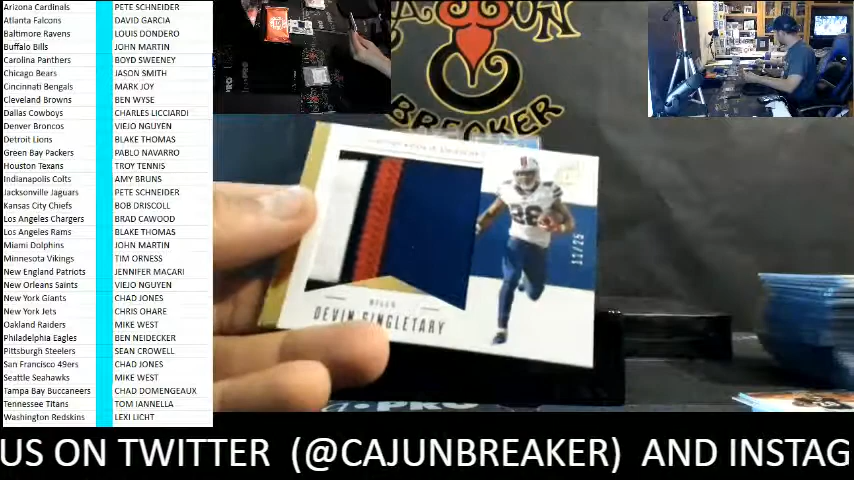 Arizona Cardinals PETE SCHNEIDER
Atlanta Falcons DAVID GARCIA
Baltimore Ravens LOUIS DONDERO
Buffalo Bills JOHN MARTIN
Carolina Panthers BOYD SWEENEY
Chicago Bears JASON SMITH
Cincinnati Bengals MARK JOY
Cleveland Browns BEN WYSE
Dallas Cowboys CHARLES LICCIARDI
Denver Broncos VIEJO NGUYEN
Detroit Lions BLAKE THOMAS
Green Bay Packers PABLO NAVARRO
Houston Texans TROY TENNIS
Indianapolis Colts AMY BRUNS
Jacksonville Jaguars PETE SCHNEIDER
Kansas City Chiefs BOB DRISCOLL
Los Angeles Chargers BRAD CAWOOD
Los Angeles Rams BLAKE THOMAS
Miami Dolphins JOHN MARTIN
Minnesota Vikings TIM ORNESS
New England Patriots JENNIFER MACARI
New Orleans Saints VIEJO NGUYEN
New York Giants CHAD JONES
New York Jets CHRIS OHARE
Oakland Raiders MIKE WEST
Philadelphia Eagles BEN NEIDECKER
Pittsburgh Steelers SEAN CROWELL
San Francisco 49ers CHAD JONES
Seattle Seahawks MIKE WEST
Tampa Bay Buccaneers CHAD DOMENGEAUX
Tennessee Titans TOM IANNELLA
Washington Redskins LEXI LICHT
BREAKER
11/25
26
BILLS
DEVIN SINGLETARY
PRO
US ON TWITTER (@CAJUNBREAKER) AND INSTAG